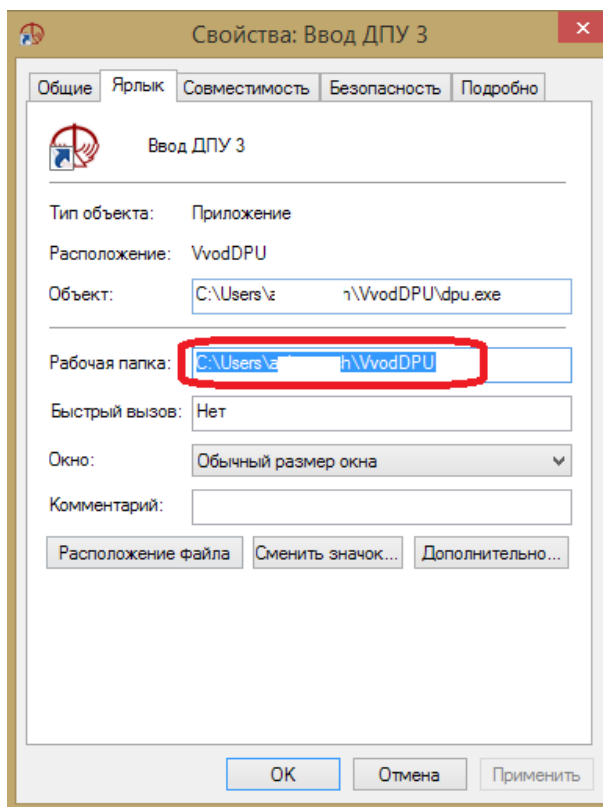 Свойства: Ввод ДПУ 3
Общие Ярлык Совместимость Безопасность Подробно
Ввод ДПУ 3
Тип объекта: Приложение
Расположение: VvodDPU
Объект: C:\Users\ \VvodDPU\dpu.exe
Рабочая папка: C:\Users\a h\VvodDPU
Быстрый вызов: Нет
Окно: Обычный размер окна
Комментарий:
Расположение файла Сменить значок... Дополнительно...
OK Отмена Применить